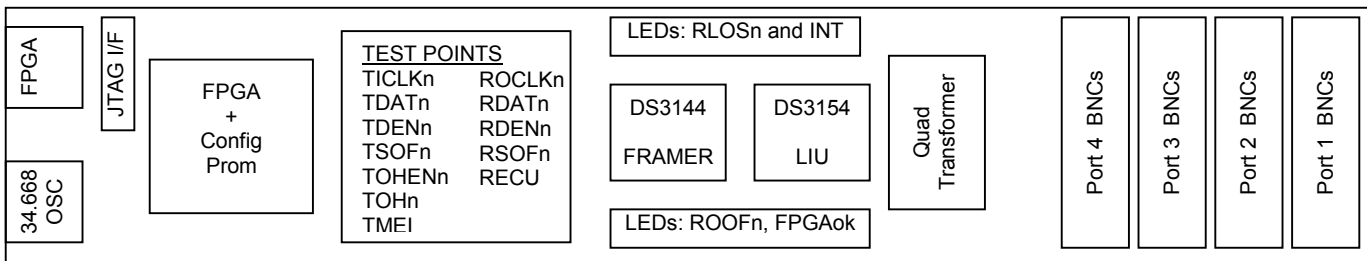 FPGA
34.668
OSC
JTAG I/F
FPGA
+
Config
Prom
TEST POINTS
TICLKn ROCLKn
TDATn RDATn
TDENn RDENn
TSOFn RSOFn
TOHENn RECU
TOHn
TMEI
LEDs: RLOSn and INT
DS3144
FRAMER
DS3154
LIU
LEDs: ROOFn, FPGAok
Quad
Transformer
Port 4 BNCs
Port 3 BNCs
Port 2 BNCs
Port 1 BNCs